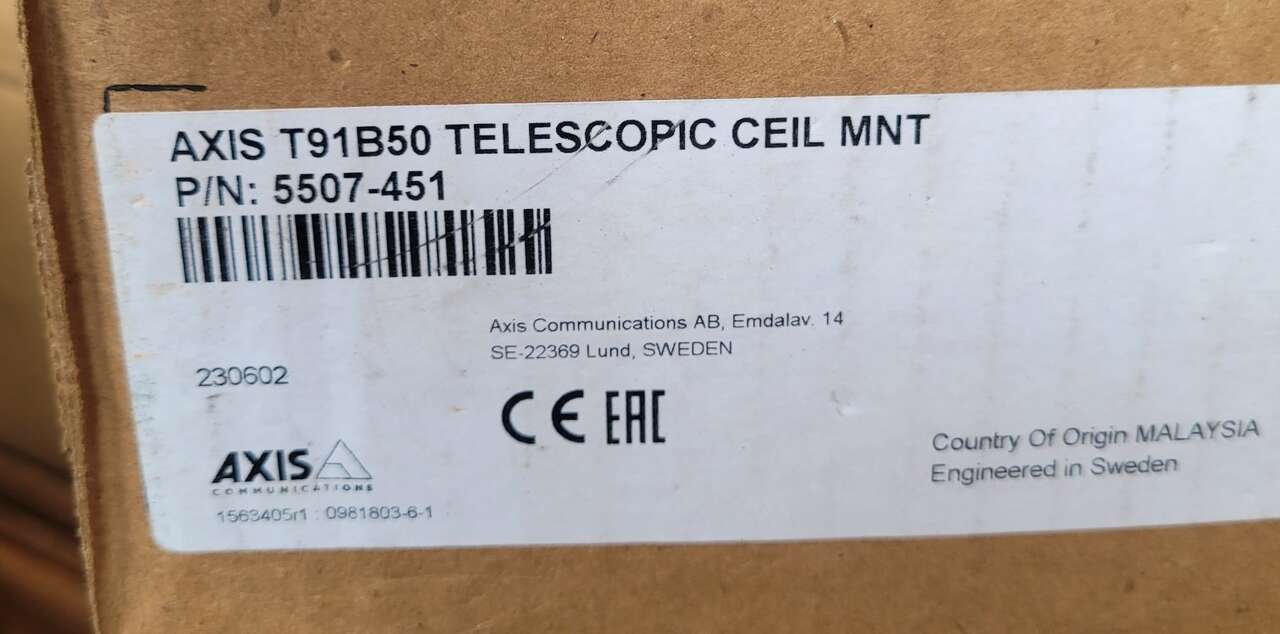 AXIS T91B50 TELESCOPIC CEIL MNT
P/N: 5507-451
Axis Communications AB, Emdalav. 14
SE-22369 Lund, SWEDEN
230602
CE EAC
Country Of Origin MALAYSIA
Engineered in Sweden
AXIS
COMMUNICATIONS
1563405r1 : 0981803-6-1